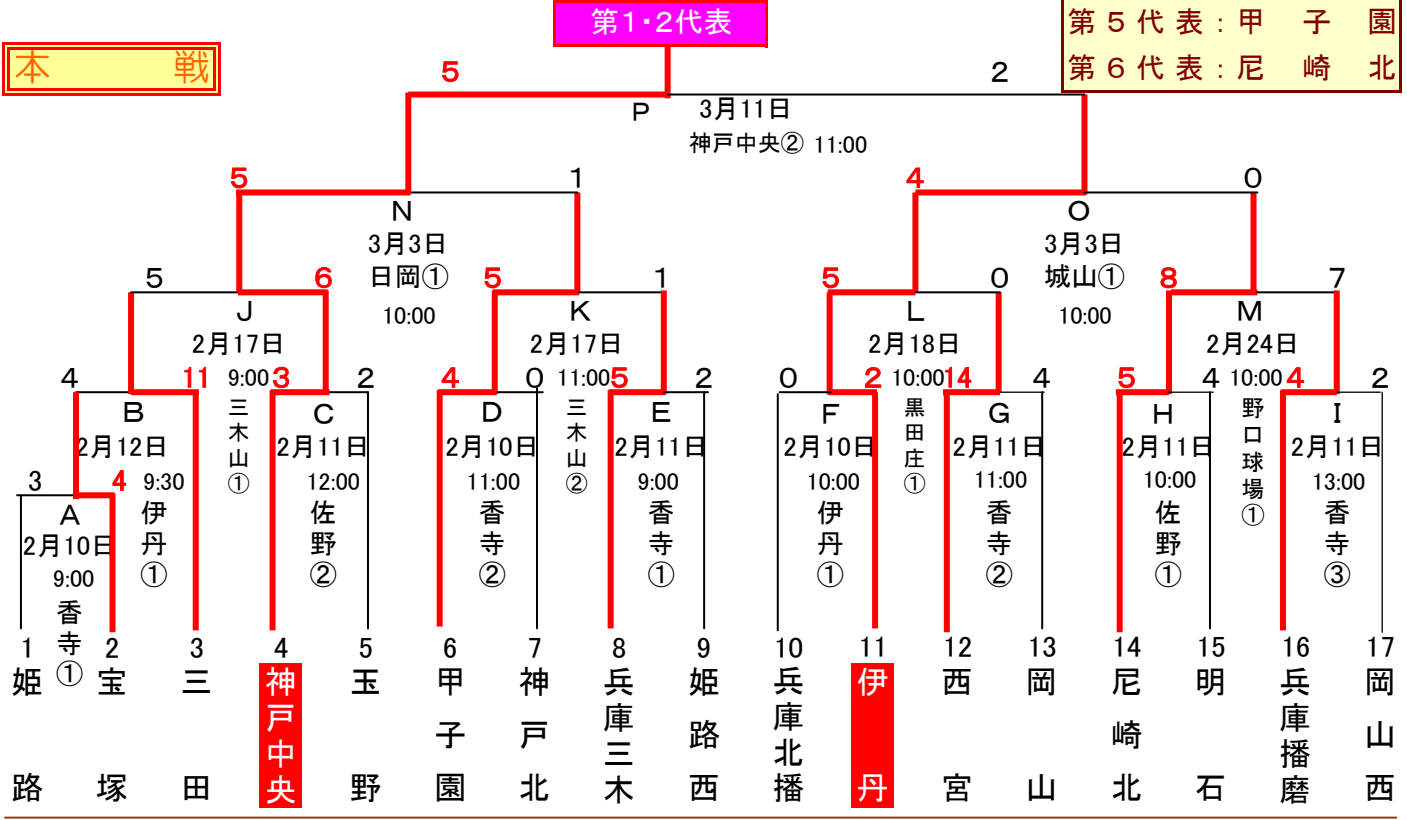 第1・2代表
第5代表：甲子園
第6代表：尼崎北
本戦
5 2
P 3月11日
神戸中央② 11:00
5 1 4 0
N O
3月3日 3月3日
日岡① 城山①
10:00 10:00
5 6 5 1 5 0 8 7
J K L M
2月17日 2月17日 2月18日 2月24日
9:00 11:00 10:00 10:00
三木山① 三木山② 黒田庄① 野口球場①
4 11 3 2 4 0 5 2 0 2 14 4 5 4 4 2
B C D E F G H I
2月12日 2月11日 2月10日 2月11日 2月10日 2月11日 2月11日 2月11日
9:30 12:00 11:00 9:00 10:00 11:00 10:00 13:00
伊丹① 佐野② 香寺② 香寺① 伊丹① 香寺② 佐野① 香寺③
3 4
A
2月10日
9:00
香寺①
1 2 3 4 5 6 7 8 9 10 11 12 13 14 15 16 17
姫路 宝塚 三田 神戸中央 玉野 甲子園 神戸北 兵庫三木 姫路西 兵庫北播 伊丹 西宮 岡山 尼崎北 明石 兵庫播磨 岡山西